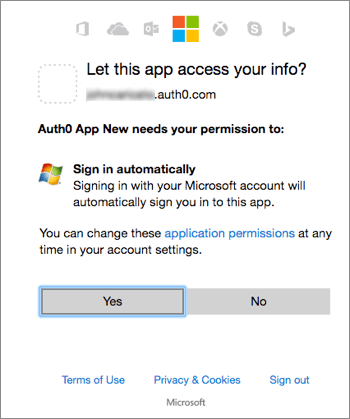 Let this app access your info?
.auth0.com
Auth0 App New needs your permission to:
Sign in automatically
Signing in with your Microsoft account will
automatically sign you in to this app.
You can change these application permissions at any
time in your account settings.
Yes No
Terms of Use Privacy & Cookies Sign out
Microsoft